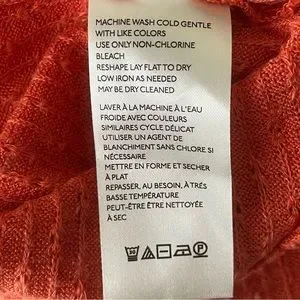 MACHINE WASH COLD GENTLE
WITH LIKE COLORS
USE ONLY NON-CHLORINE
BLEACH
RESHAPE LAY FLAT TO DRY
LOW IRON AS NEEDED
MAY BE DRY CLEANED
LAVER À LA MACHINE À L'EAU
FROIDE AVEC COULEURS
SIMILAIRES CYCLE DÉLICAT
UTILISER UN AGENT DE
BLANCHIMENT SANS CHLORE SI
NÉCESSAIRE
METTRE EN FORME ET SECHER
À PLAT
REPASSER, AU BESOIN, À TRÉS
BASSE TEMPÉRATURE
PEUT-ÊTRE ÊTRE NETTOYÉE
À SEC
30
P